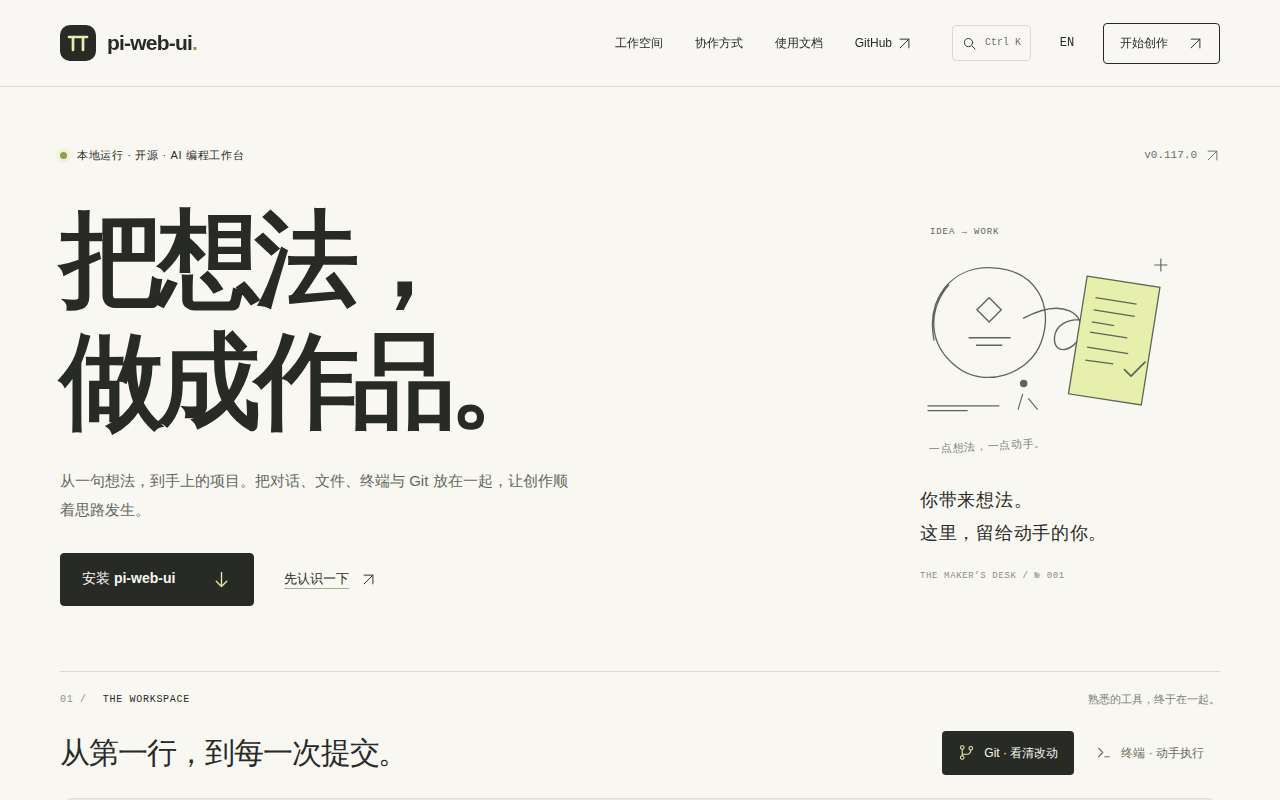 pi-web-ui.
工作空间
协作方式
使用文档
GitHub
Ctrl K
EN
开始创作
本地运行 · 开源 · AI 编程工作台
v0.117.0
把想法，
做成作品。
从一句想法，到手上的项目。把对话、文件、终端与 Git 放在一起，让创作顺
着思路发生。
安装 pi-web-ui
先认识一下
IDEA → WORK
一点想法，一点动手。
你带来想法。
这里，留给动手的你。
THE MAKER'S DESK / № 001
01 / THE WORKSPACE
熟悉的工具，终于在一起。
从第一行，到每一次提交。
Git · 看清改动
终端 · 动手执行